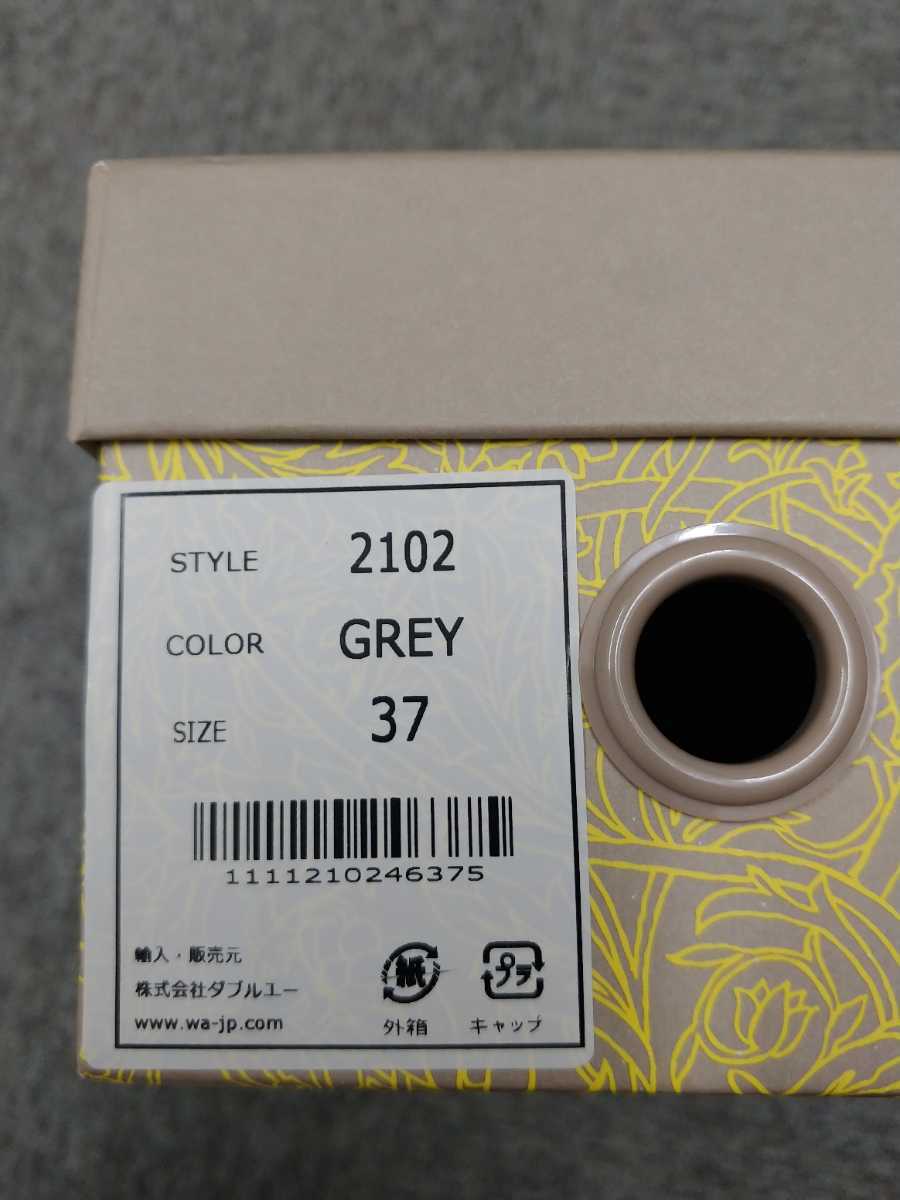 STYLE 2102
COLOR GREY
SIZE 37
1111210246375
輸入・販売元
株式会社ダブルエー
www.wa-jp.com
紙 プラ
外箱 キャップ